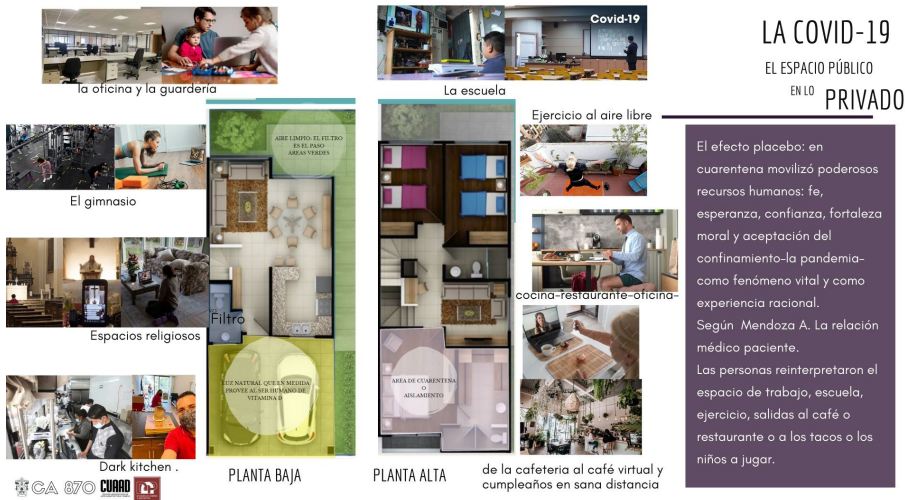 Covid-19
LA COVID-19
EL ESPACIO PÚBLICO
EN LO PRIVADO
la oficina y la guardería
La escuela
Ejercicio al aire libre
AIRE LIMPIO: EL FILTRO
ES EL PASO
AREAS VERDES
El gimnasio
cocina-restaurante-oficina-
Filtro
Espacios religiosos
LUZ NATURAL QUE EN MEDIDA
PROVEE AL SER HUMANO DE
VITAMINA D
AREA DE CUARENTENA
O
AISLAMIENTO
Dark kitchen .
PLANTA BAJA
PLANTA ALTA
de la cafeteria al café virtual y
cumpleaños en sana distancia
El efecto placebo: en
cuarentena movilizó poderosos
recursos humanos: fe,
esperanza, confianza, fortaleza
moral y aceptación del
confinamiento-la pandemia-
como fenómeno vital y como
experiencia racional.
Según Mendoza A. La relación
médico paciente.
Las personas reinterpretaron el
espacio de trabajo, escuela,
ejercicio, salidas al café o
restaurante o a los tacos o los
niños a jugar.
CA 870 CUAAD